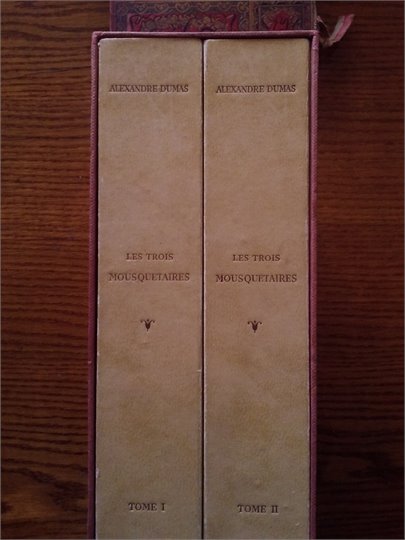 ALEXANDRE·DUMAS
LES TROIS
MOUSQUETAIRES
TOME I
ALEXANDRE·DUMAS
LES TROIS
MOUSQUETAIRES
TOME II